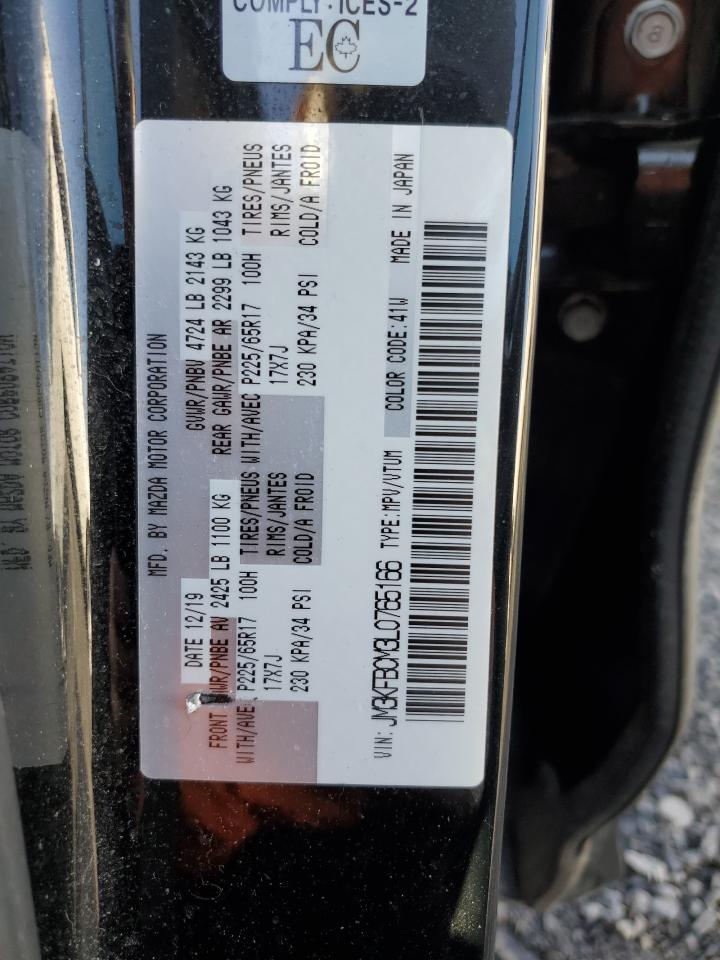 COMPLY:ICES-2
EC
MFD. BY MAZDA MOTOR CORPORATION
DATE 12/19 GVWR/PNBV 4724 LB 2143 KG
FRONT GAWR/PNBE AV 2425 LB 1100 KG REAR GAWR/PNBE AR 2299 LB 1043 KG
WITH/AVEC P225/65R17 100H TIRES/PNEUS WITH/AVEC P225/65R17 100H TIRES/PNEUS
17X7J RIMS/JANTES 17X7J RIMS/JANTES
230 KPA/34 PSI COLD/A FROID 230 KPA/34 PSI COLD/A FROID
VIN: JM3KFBCM3L0765166 TYPE:MPV/VTUM COLOR CODE:41W MADE IN JAPAN
8